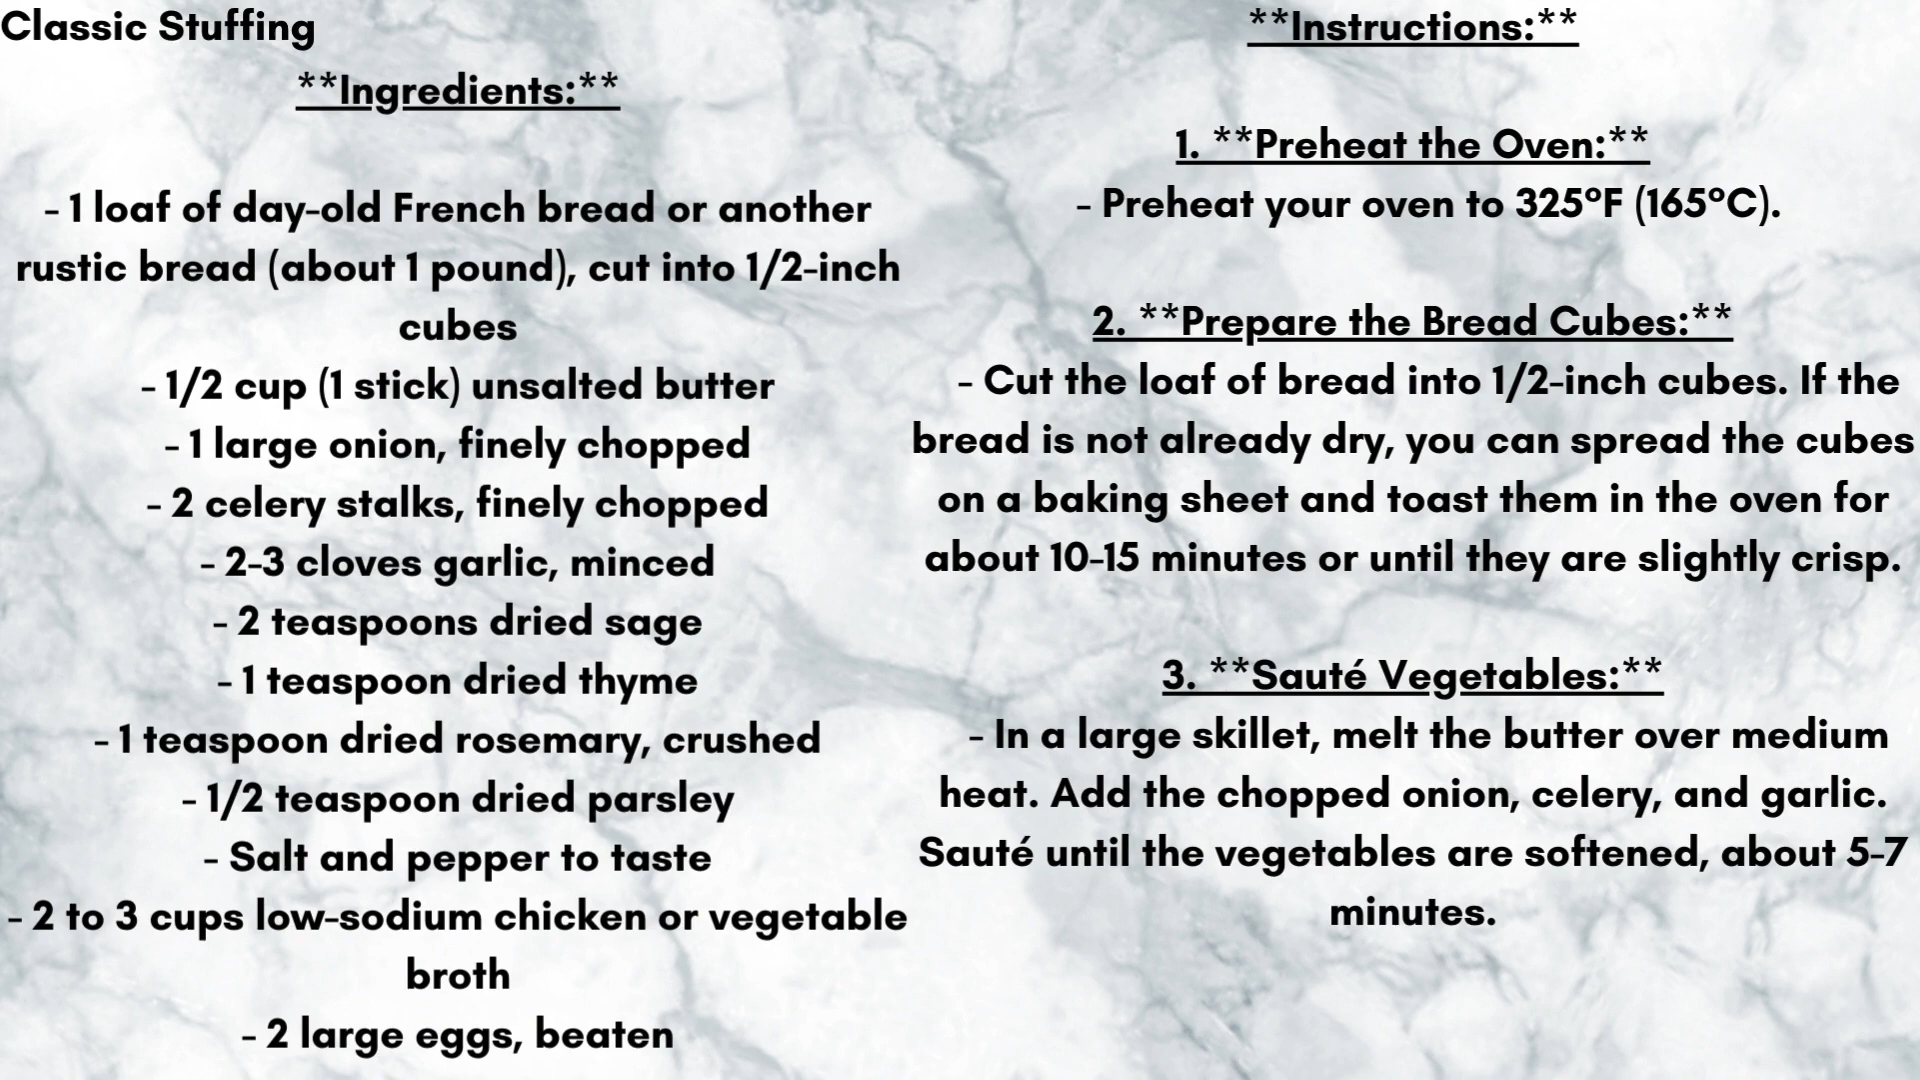 Classic Stuffing
**Ingredients:**
- 1 loaf of day-old French bread or another
rustic bread (about 1 pound), cut into 1/2-inch
cubes
- 1/2 cup (1 stick) unsalted butter
- 1 large onion, finely chopped
- 2 celery stalks, finely chopped
- 2-3 cloves garlic, minced
- 2 teaspoons dried sage
- 1 teaspoon dried thyme
- 1 teaspoon dried rosemary, crushed
- 1/2 teaspoon dried parsley
- Salt and pepper to taste
- 2 to 3 cups low-sodium chicken or vegetable
broth
- 2 large eggs, beaten
**Instructions:**
1. **Preheat the Oven:**
- Preheat your oven to 325°F (165°C).
2. **Prepare the Bread Cubes:**
- Cut the loaf of bread into 1/2-inch cubes. If the
bread is not already dry, you can spread the cubes
on a baking sheet and toast them in the oven for
about 10-15 minutes or until they are slightly crisp.
3. **Sauté Vegetables:**
- In a large skillet, melt the butter over medium
heat. Add the chopped onion, celery, and garlic.
Sauté until the vegetables are softened, about 5-7
minutes.